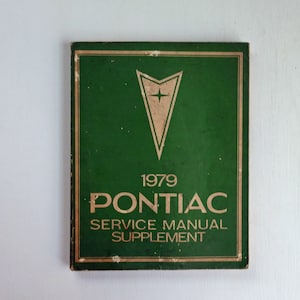 1979
PONTIAC
SERVICE MANUAL
SUPPLEMENT